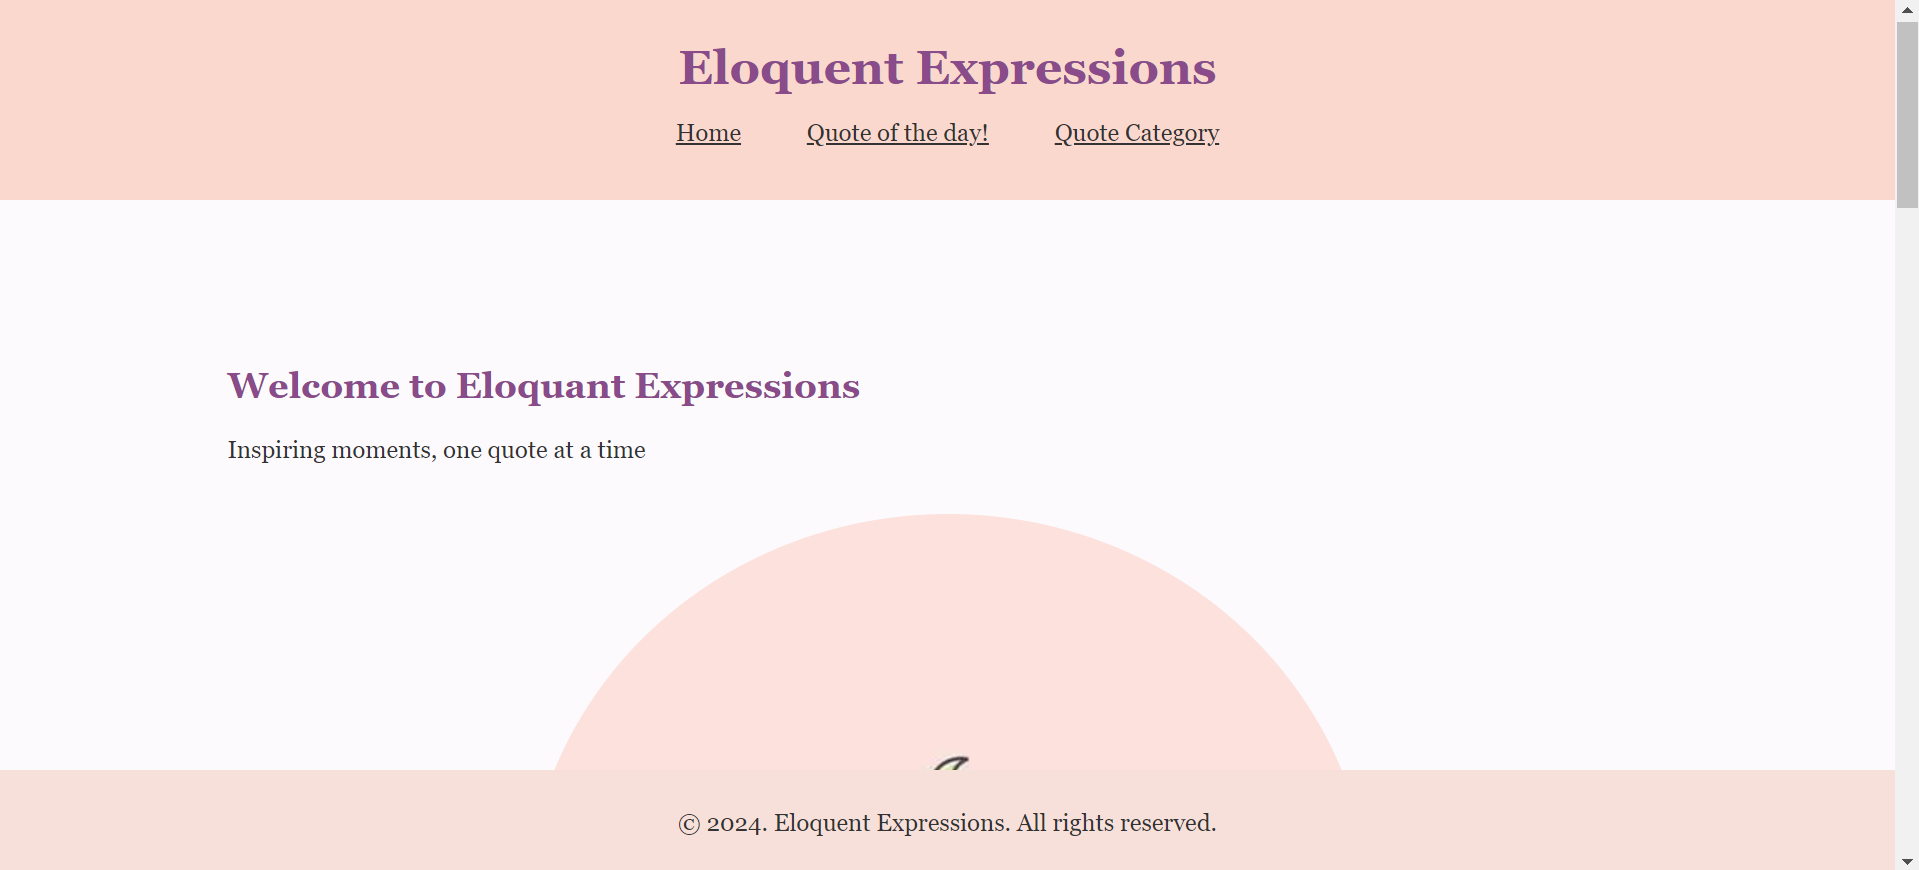 Eloquent Expressions
Home Quote of the day! Quote Category
Welcome to Eloquant Expressions
Inspiring moments, one quote at a time
© 2024. Eloquent Expressions. All rights reserved.